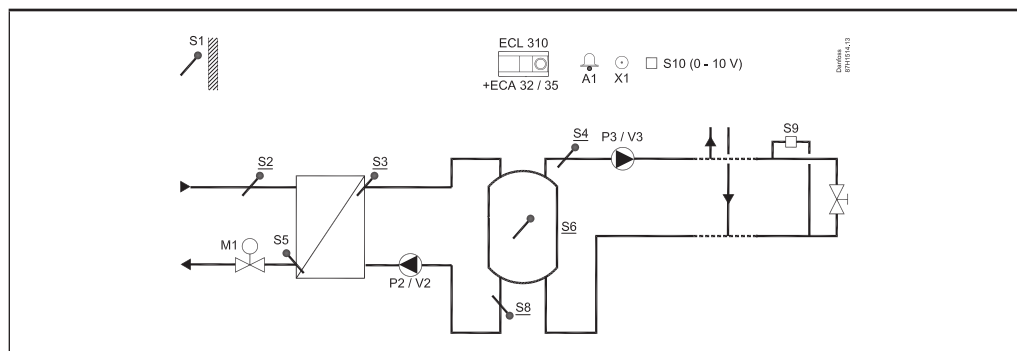 S1
ECL 310
+ECA 32 / 35
A1
X1
S10 (0 - 10 V)
Danfoss
87H1514.13
S2
S3
S4
P3 / V3
S9
S6
M1
S5
P2 / V2
S8